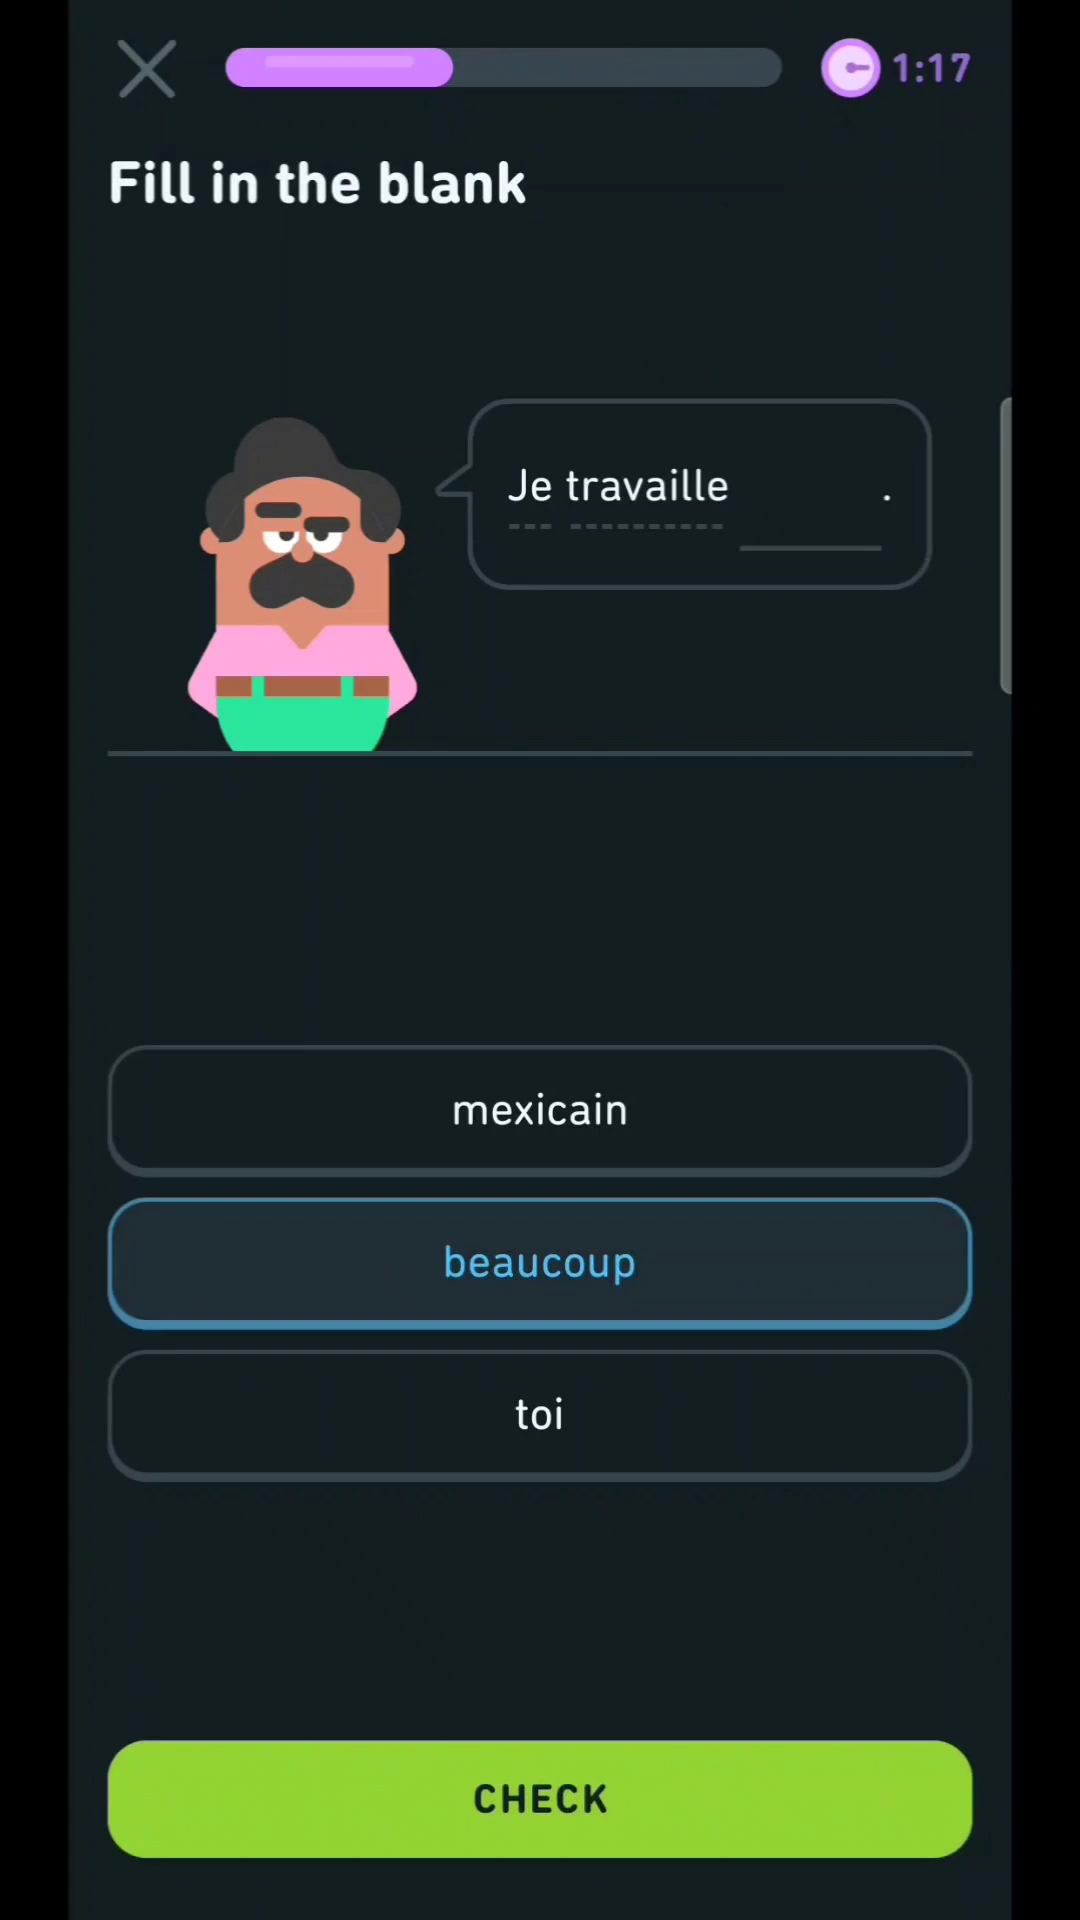 1:17
Fill in the blank
Je travaille .
mexicain
beaucoup
toi
CHECK